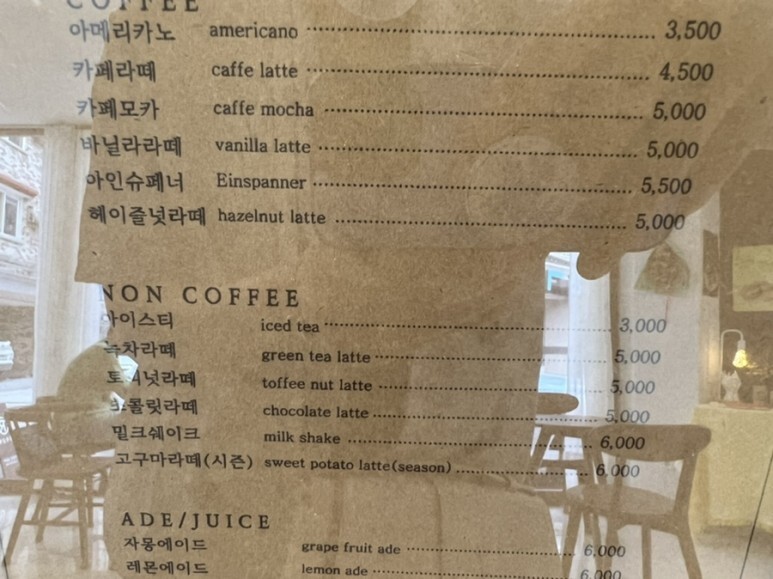 COFFEE
아메리카노 americano 3,500
카페라떼 caffe latte 4,500
카페모카 caffe mocha 5,000
바닐라라떼 vanilla latte 5,000
아인슈페너 Einspanner 5,500
헤이즐넛라떼 hazelnut latte 5,000
NON COFFEE
아이스티 iced tea 3,000
녹차라떼 green tea latte 5,000
토피넛라떼 toffee nut latte 5,000
초콜릿라떼 chocolate latte 5,000
밀크쉐이크 milk shake 6,000
고구마라떼(시즌) sweet potato latte(season) 6,000
ADE/JUICE
자몽에이드 grape fruit ade 6,000
레몬에이드 lemon ade 6,000